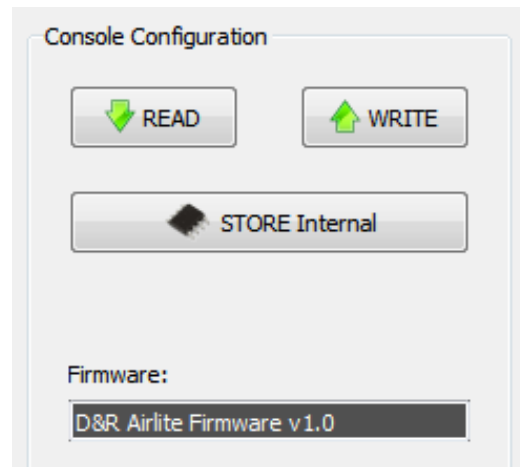 Console Configuration
READ WRITE
STORE Internal
Firmware:
D&R Airlite Firmware v1.0